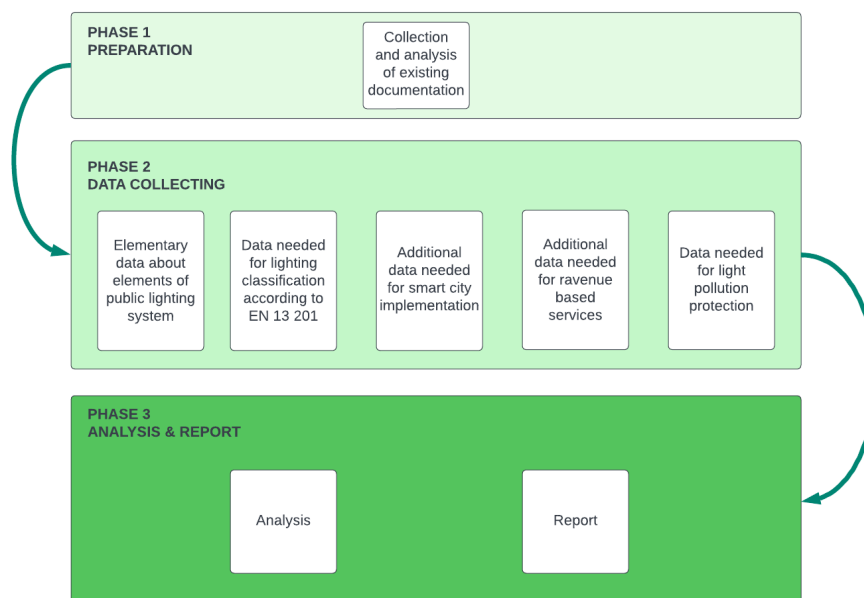 PHASE 1
PREPARATION
Collection
and analysis
of existing
documentation
PHASE 2
DATA COLLECTING
Elementary
data about
elements of
public lighting
system
Data needed
for lighting
classification
according to
EN 13 201
Additional
data needed
for smart city
implementation
Additional
data needed
for ravenue
based
services
Data needed
for light
pollution
protection
PHASE 3
ANALYSIS & REPORT
Analysis
Report